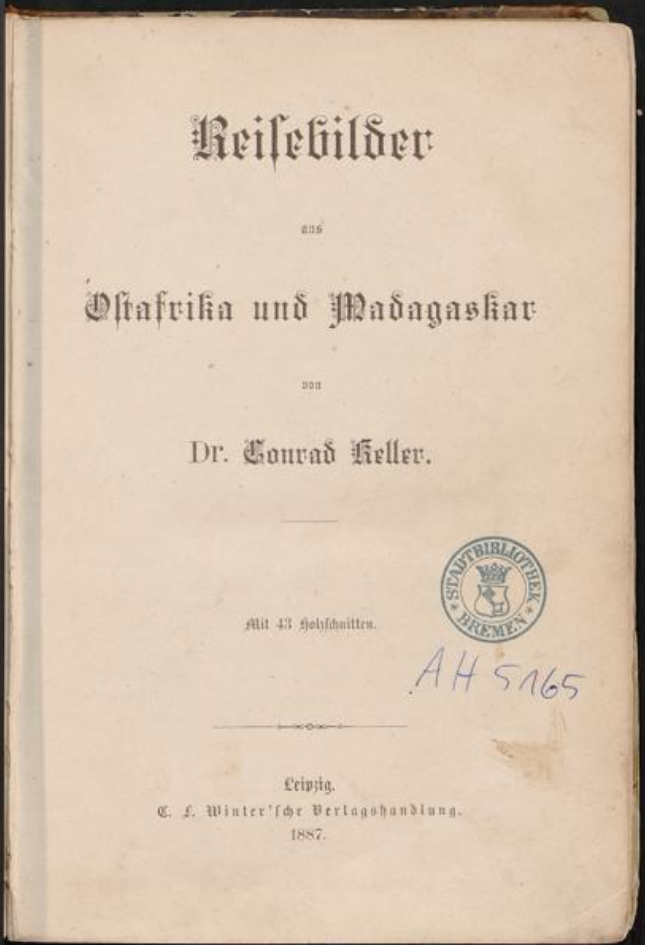 Reisebilder
aus
Ostafrika und Madagaskar
von
Dr. Conrad Keller.
Mit 43 Holzschnitten.
STADTBIBLIOTHEK
BREMEN
AH 5165
Leipzig.
C. F. Winter'sche Verlagshandlung.
1887.